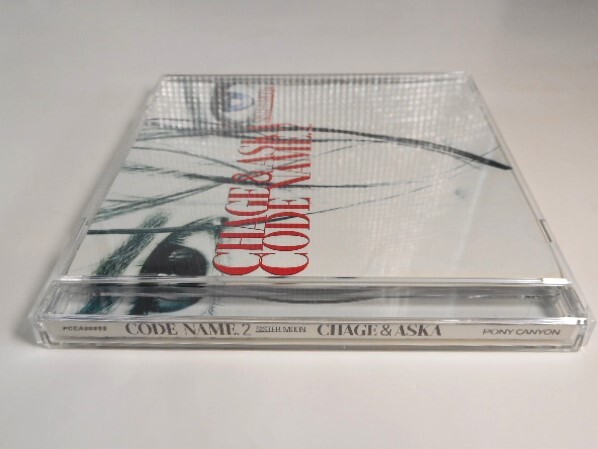 CHAGE & ASKA
CODE NAME.
CODE NAME. 2 SISTER MOON CHAGE & ASKA PONY CANYON